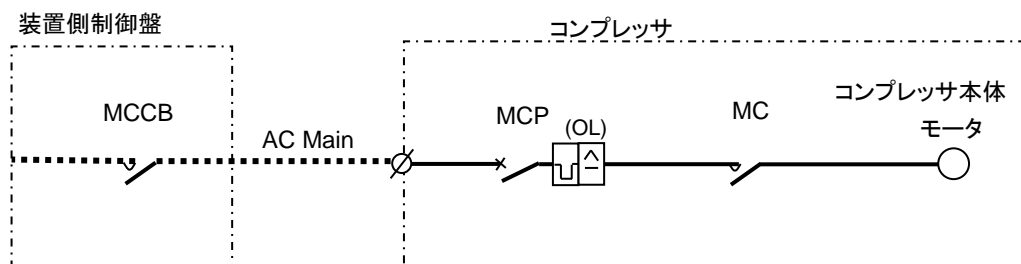 装置側制御盤
コンプレッサ
MCCB
AC Main
MCP
(OL)
MC
コンプレッサ本体
モータ